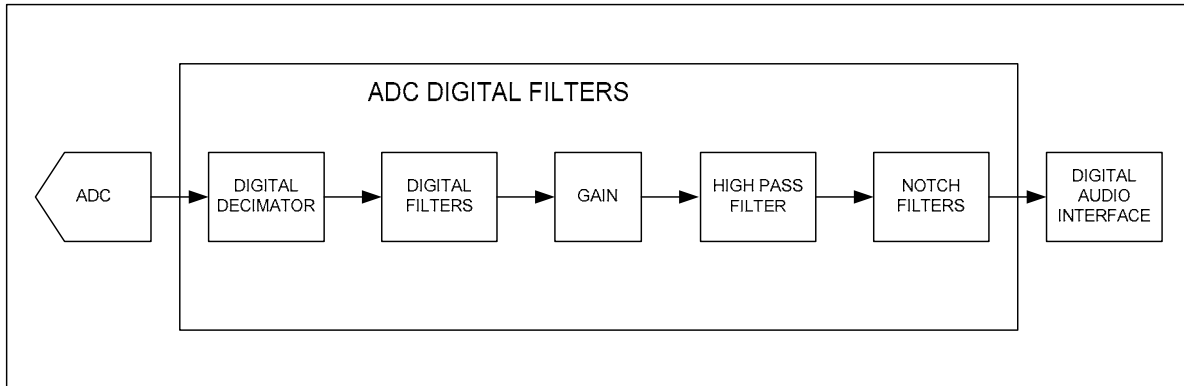 ADC DIGITAL FILTERS
ADC
DIGITAL
DECIMATOR
DIGITAL
FILTERS
GAIN
HIGH PASS
FILTER
NOTCH
FILTERS
DIGITAL
AUDIO
INTERFACE